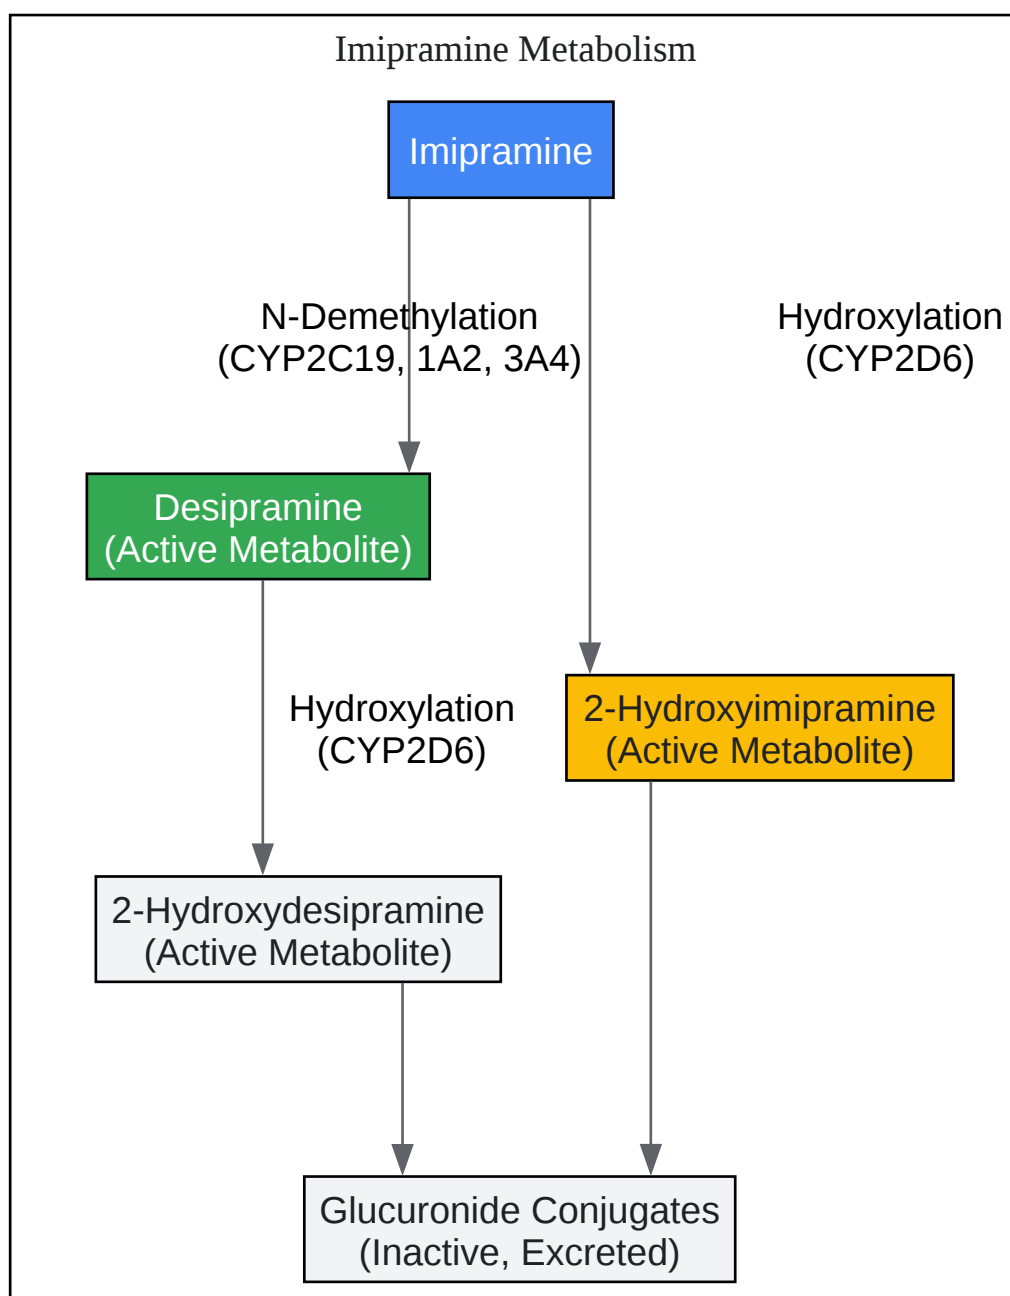 Imipramine Metabolism
Imipramine
N-Demethylation
(CYP2C19, 1A2, 3A4)
Hydroxylation
(CYP2D6)
Desipramine
(Active Metabolite)
Hydroxylation
(CYP2D6)
2-Hydroxyimipramine
(Active Metabolite)
2-Hydroxydesipramine
(Active Metabolite)
Glucuronide Conjugates
(Inactive, Excreted)